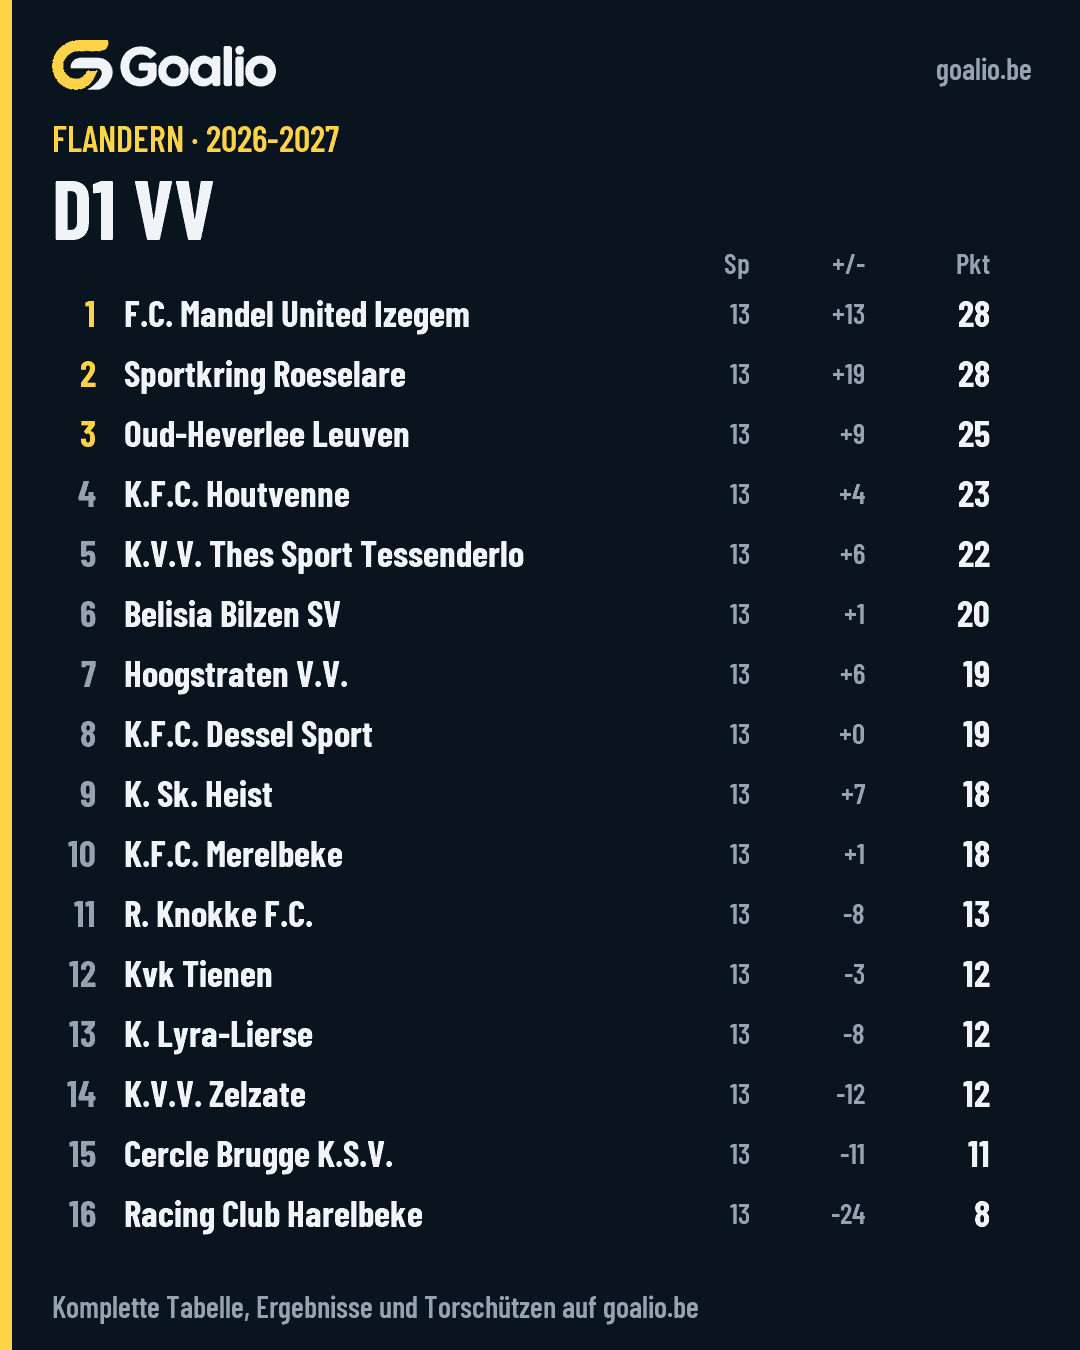 Goalio
goalio.be
FLANDERN · 2026-2027
D1 VV
Sp +/- Pkt
1 F.C. Mandel United Izegem 13 +13 28
2 Sportkring Roeselare 13 +19 28
3 Oud-Heverlee Leuven 13 +9 25
4 K.F.C. Houtvenne 13 +4 23
5 K.V.V. Thes Sport Tessenderlo 13 +6 22
6 Belisia Bilzen SV 13 +1 20
7 Hoogstraten V.V. 13 +6 19
8 K.F.C. Dessel Sport 13 +0 19
9 K. Sk. Heist 13 +7 18
10 K.F.C. Merelbeke 13 +1 18
11 R. Knokke F.C. 13 -8 13
12 Kvk Tienen 13 -3 12
13 K. Lyra-Lierse 13 -8 12
14 K.V.V. Zelzate 13 -12 12
15 Cercle Brugge K.S.V. 13 -11 11
16 Racing Club Harelbeke 13 -24 8
Komplette Tabelle, Ergebnisse und Torschützen auf goalio.be